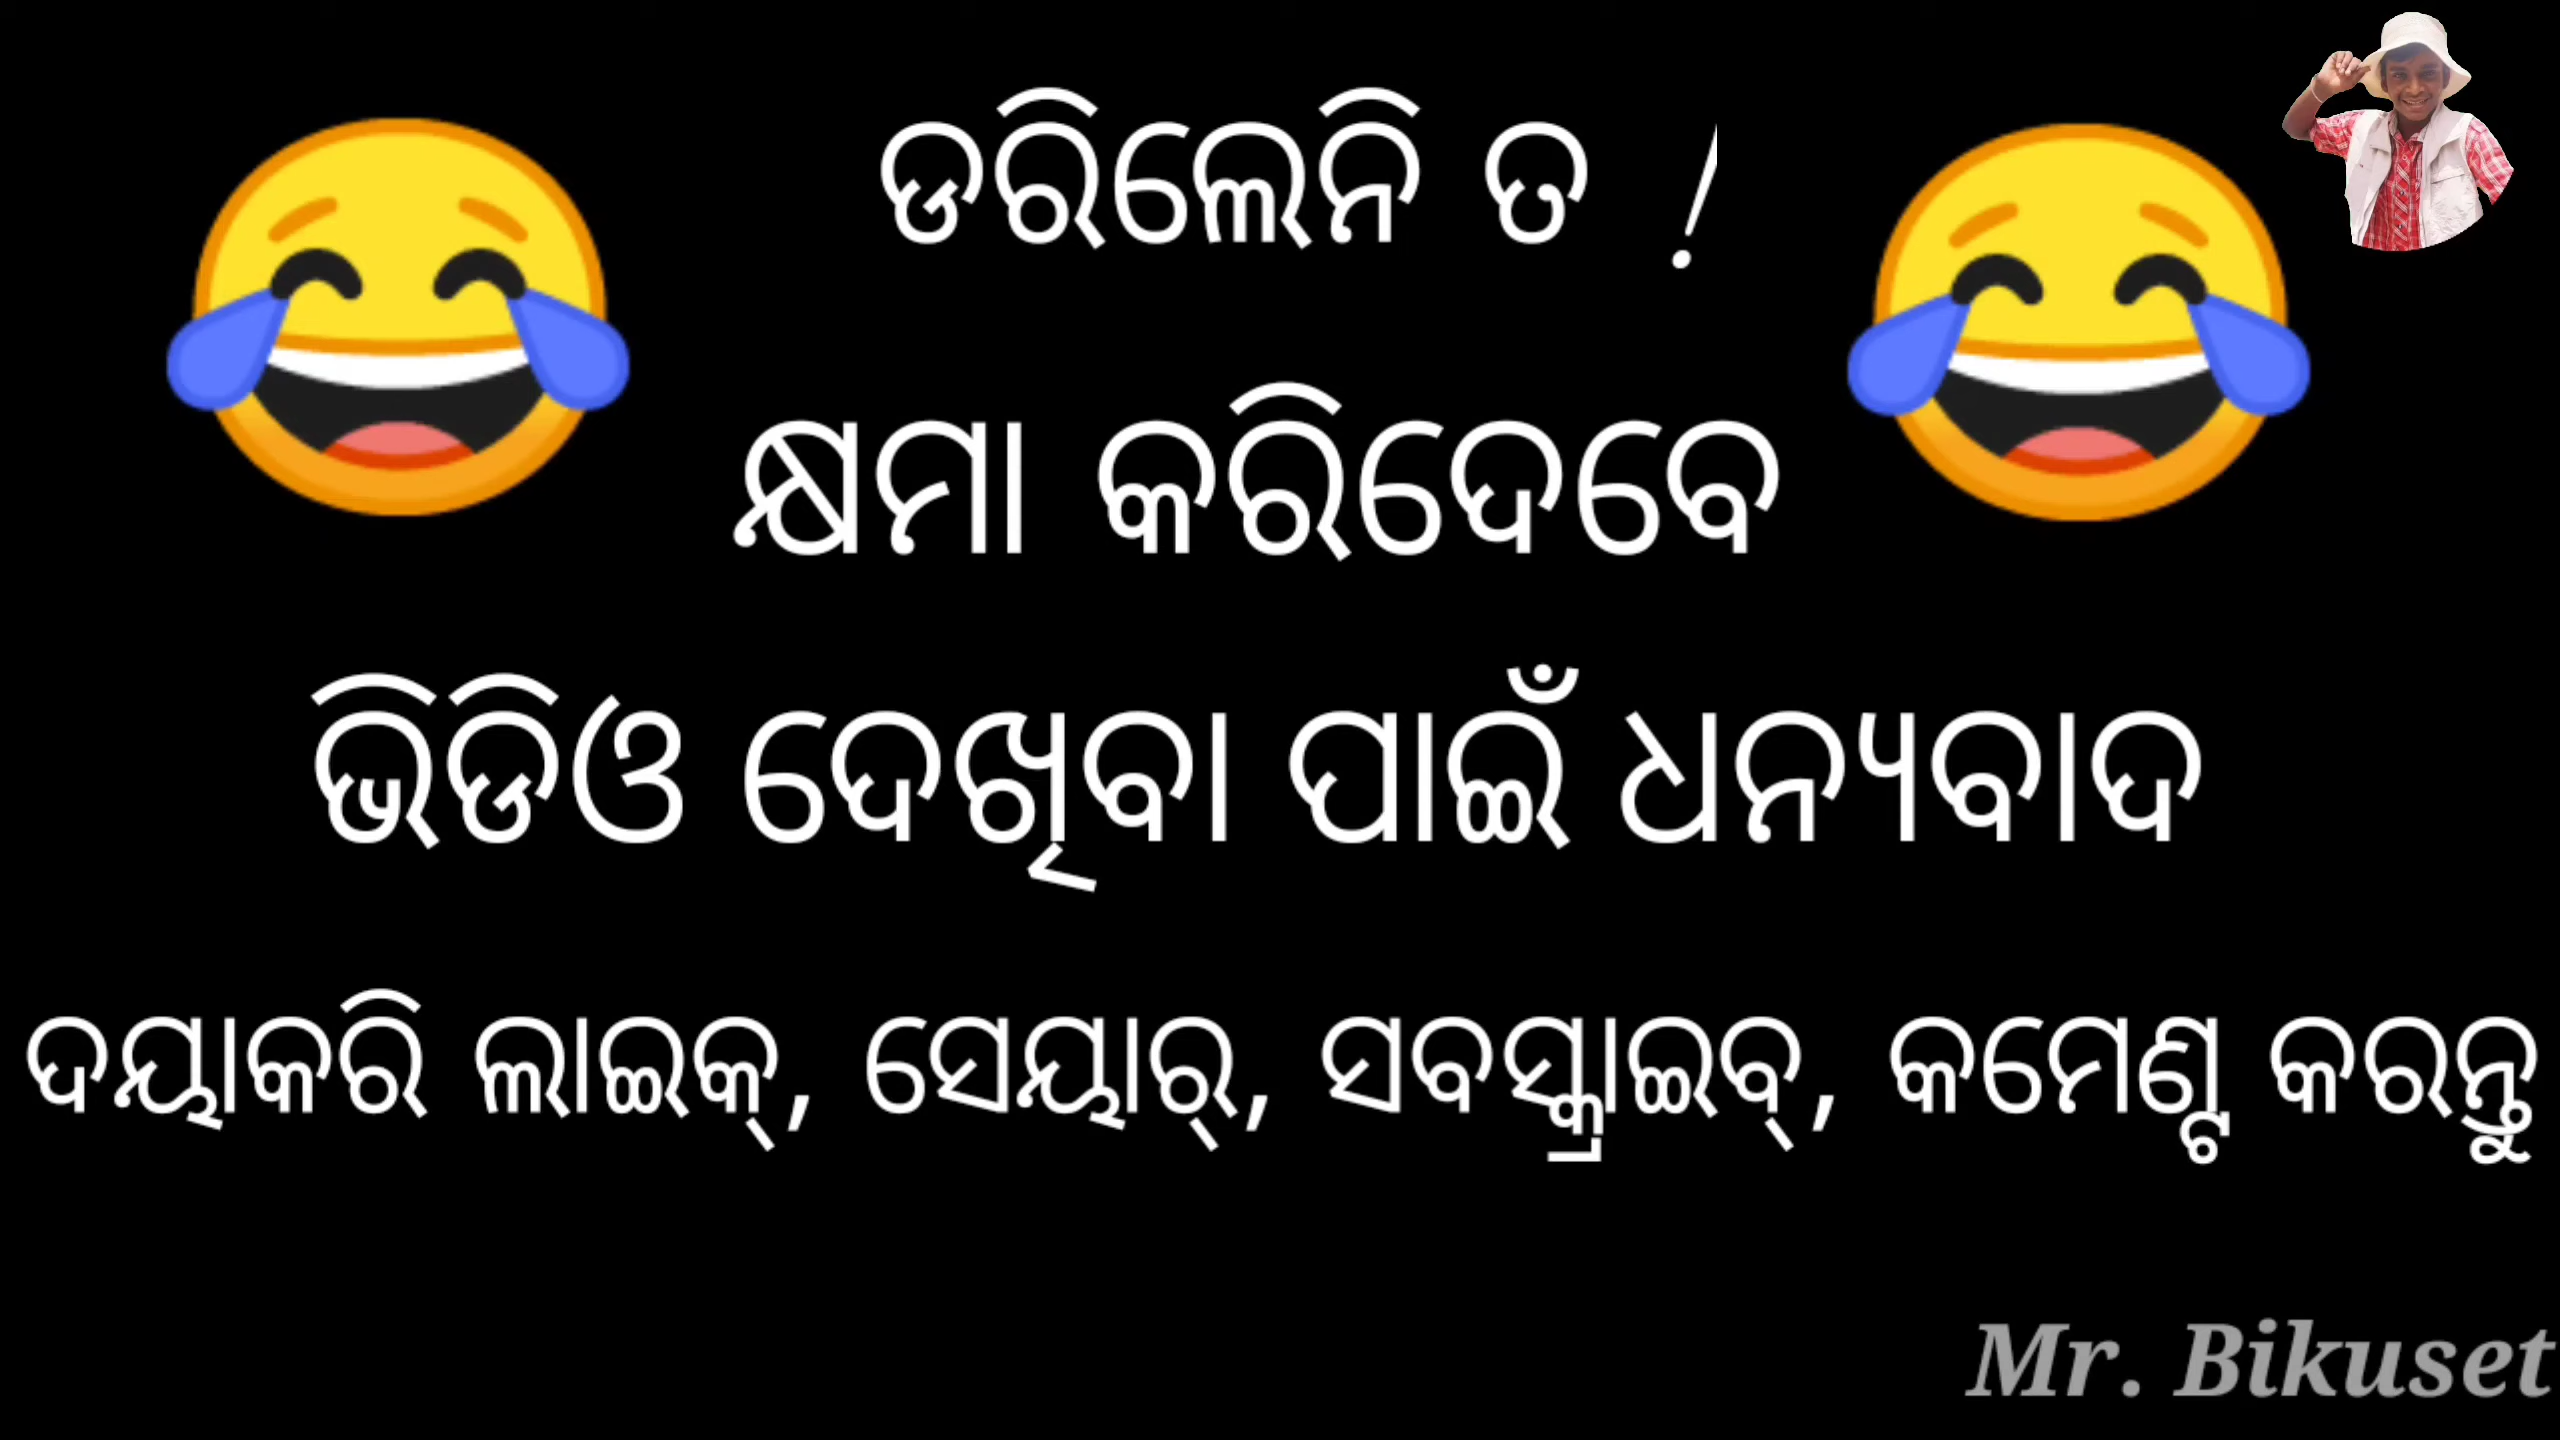 ଡରିଲେନି ତ !
କ୍ଷମା କରିଦେବେ
ଭିଡିଓ ଦେଖିବା ପାଇଁ ଧନ୍ୟବାଦ
ଦୟାକରି ଲାଇକ୍, ସେୟାର୍, ସବସ୍କ୍ରାଇବ୍, କମେଣ୍ଟ କରନ୍ତୁ
Mr. Bikuset